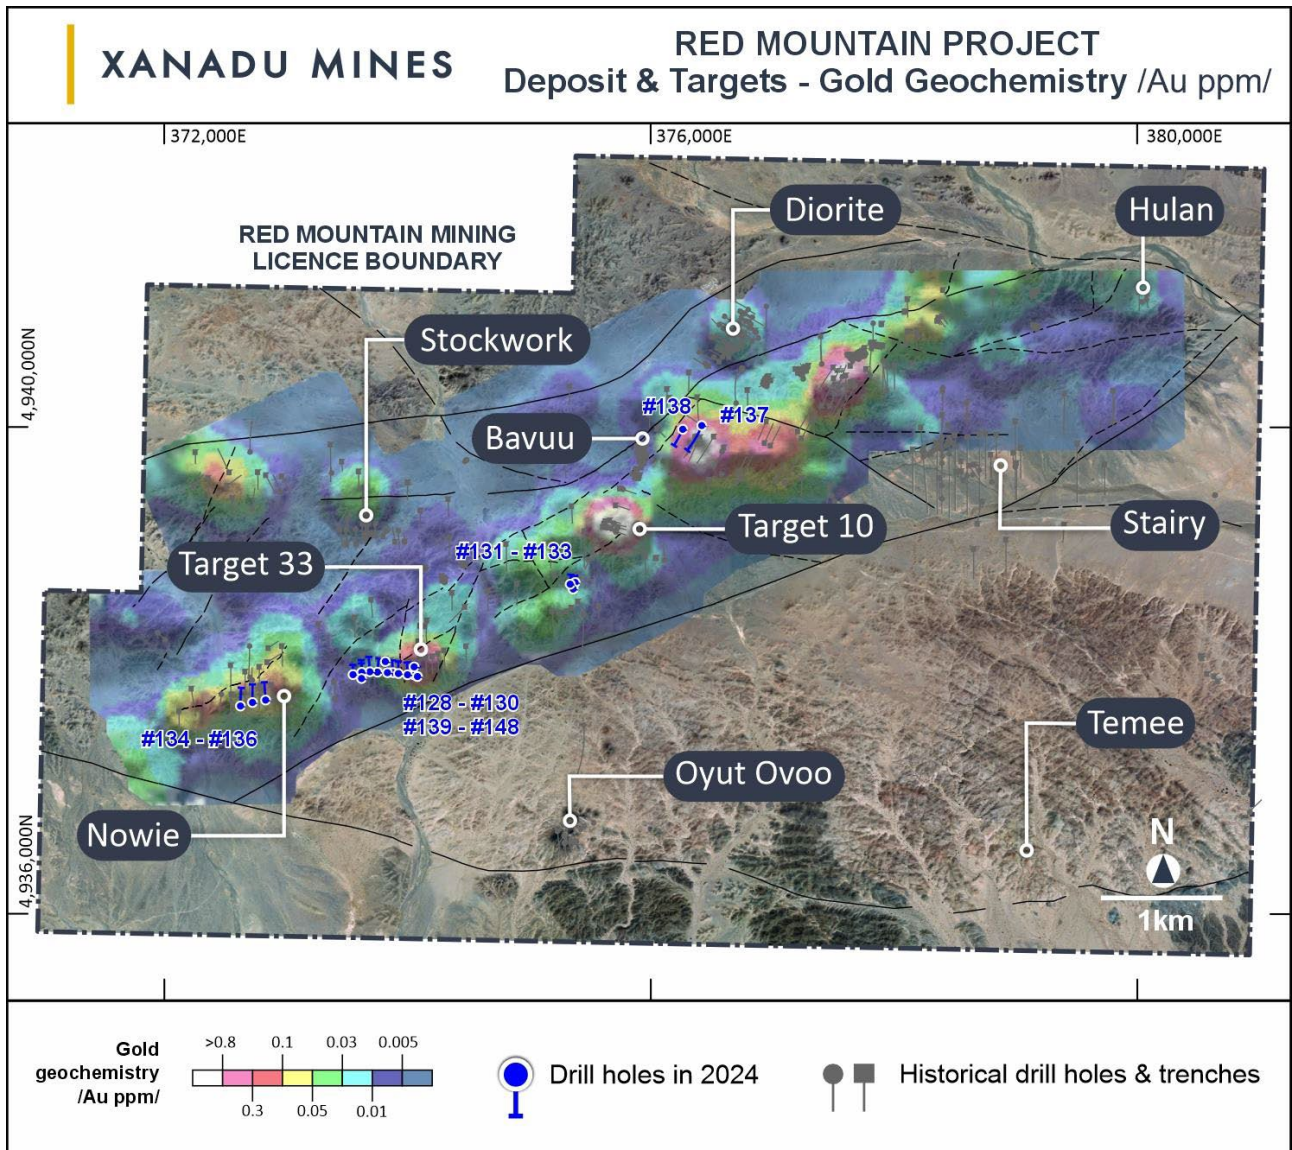 XANADU MINES
RED MOUNTAIN PROJECT
Deposit & Targets - Gold Geochemistry /Au ppm/
372,000E
376,000E
380,000E
Diorite
Hulan
RED MOUNTAIN MINING
LICENCE BOUNDARY
4,940,000N
Stockwork
#138
#137
Bavuu
Target 10
Stairy
#131 - #133
Target 33
#128 - #130
#139 - #148
#134 - #136
Temee
Oyut Ovoo
Nowie
4,936,000N
N
1km
Gold
geochemistry
/Au ppm/
>0.8
0.1
0.03
0.005
0.3
0.05
0.01
Drill holes in 2024
Historical drill holes & trenches